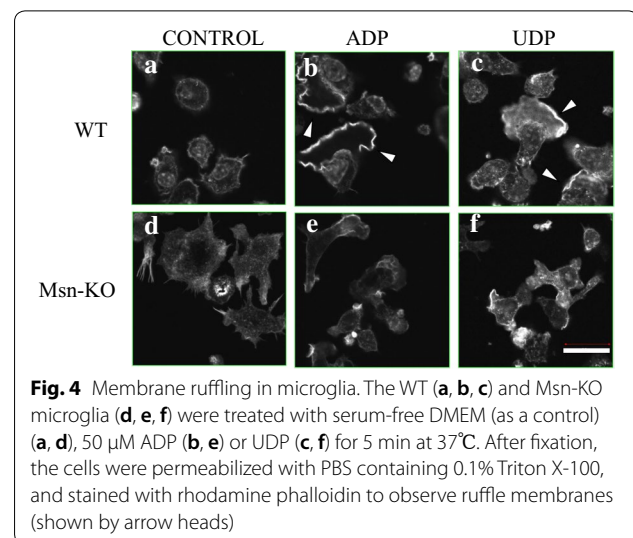 CONTROL ADP UDP
a b c
WT
d e f
Msn-KO
Fig. 4 Membrane ruffling in microglia. The WT (a, b, c) and Msn-KO
microglia (d, e, f) were treated with serum-free DMEM (as a control)
(a, d), 50 µM ADP (b, e) or UDP (c, f) for 5 min at 37℃. After fixation,
the cells were permeabilized with PBS containing 0.1% Triton X-100,
and stained with rhodamine phalloidin to observe ruffle membranes
(shown by arrow heads)